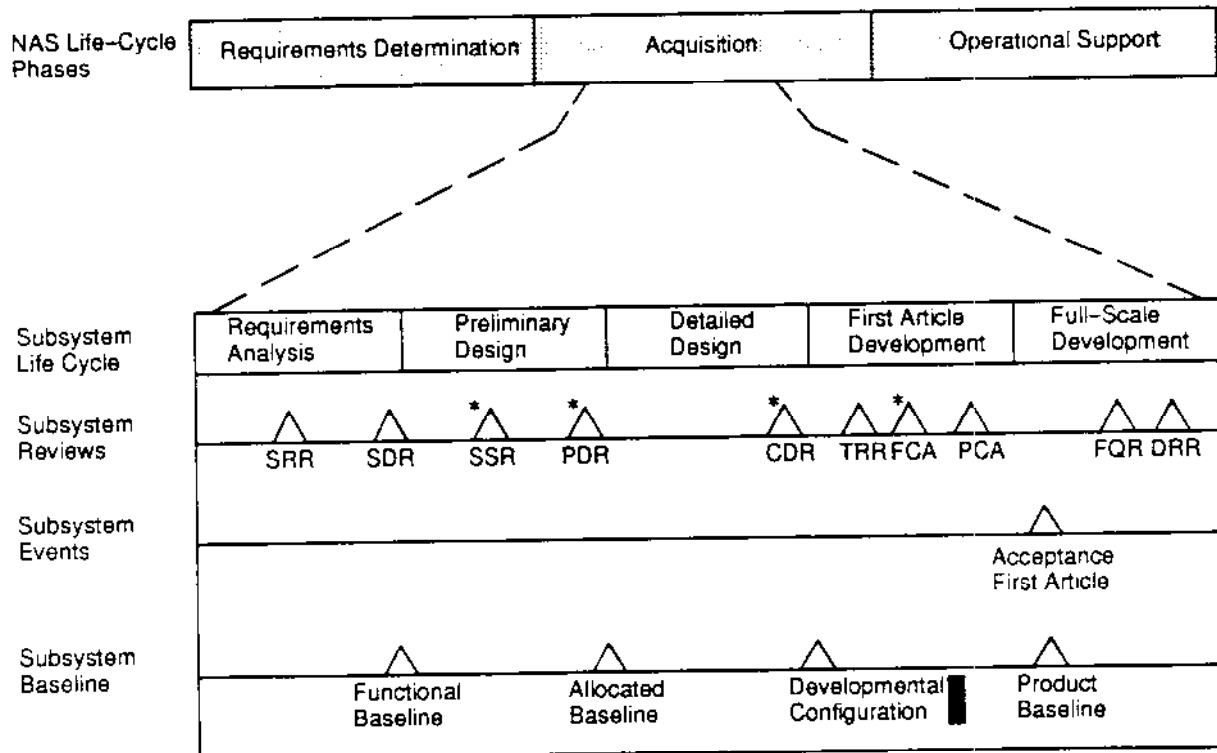 NAS Life-Cycle
Phases
Requirements Determination
Acquisition
Operational Support
Subsystem
Life Cycle
Requirements
Analysis
Preliminary
Design
Detailed
Design
First Article
Development
Full-Scale
Development
Subsystem
Reviews
SRR
SDR
*
SSR
*
PDR
*
CDR
TRR
*
FCA
PCA
FQR
DRR
Subsystem
Events
Acceptance
First Article
Subsystem
Baseline
Functional
Baseline
Allocated
Baseline
Developmental
Configuration
Product
Baseline